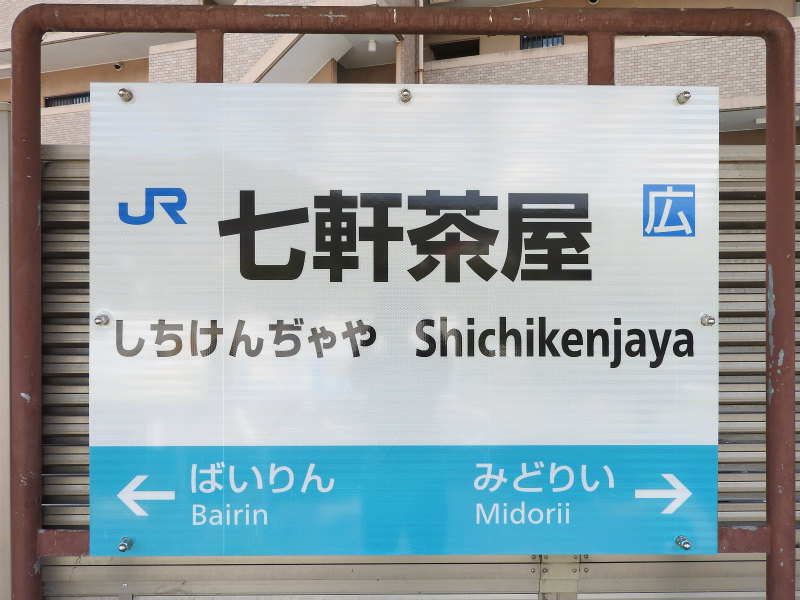 JR 七軒茶屋 広
しちけんぢゃや Shichikenjaya
← ばいりん みどりい →
Bairin Midorii